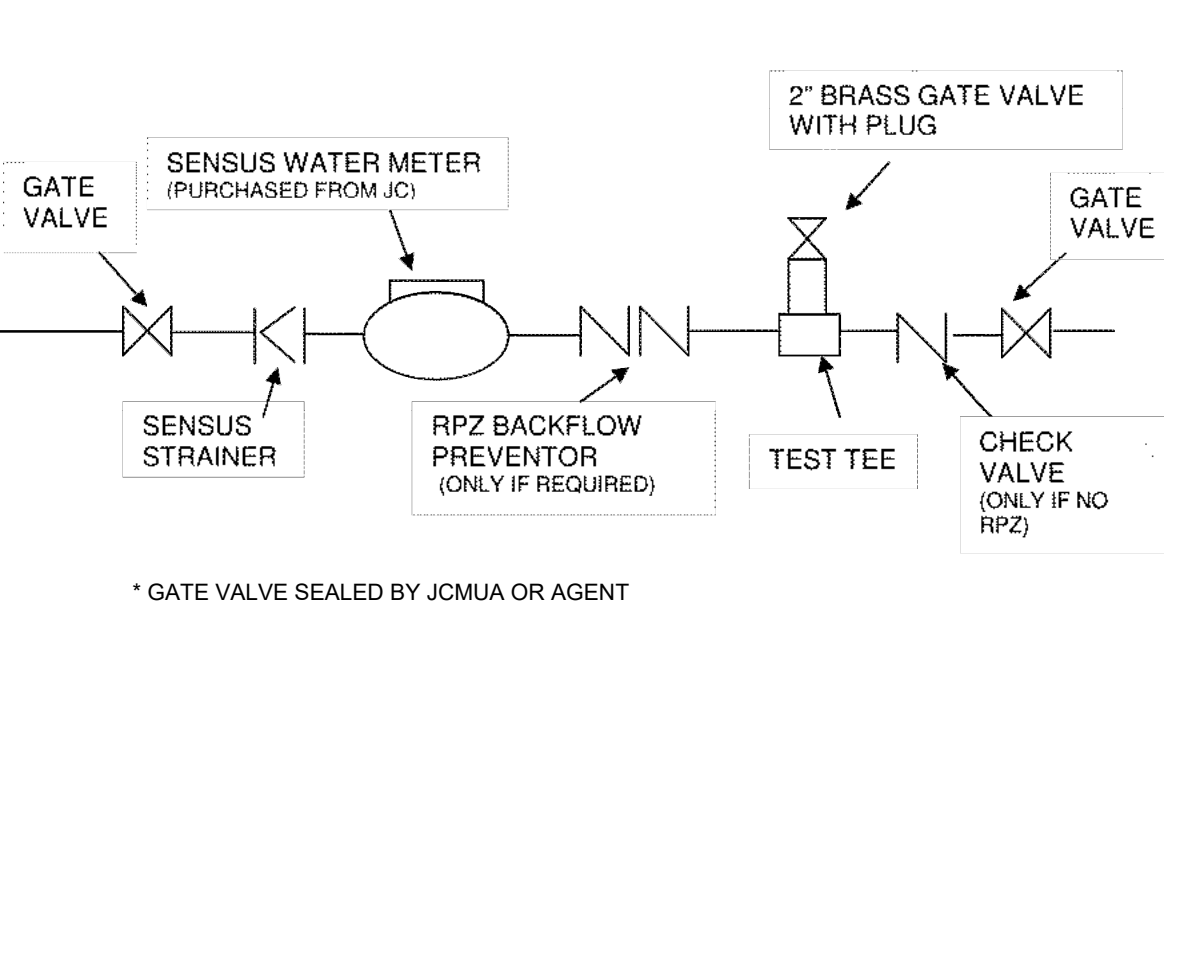 2" BRASS GATE VALVE
WITH PLUG
SENSUS WATER METER
(PURCHASED FROM JC)
GATE
VALVE
GATE
VALVE
SENSUS
STRAINER
RPZ BACKFLOW
PREVENTOR
(ONLY IF REQUIRED)
TEST TEE
CHECK
VALVE
(ONLY IF NO
RPZ)
* GATE VALVE SEALED BY JCMUA OR AGENT